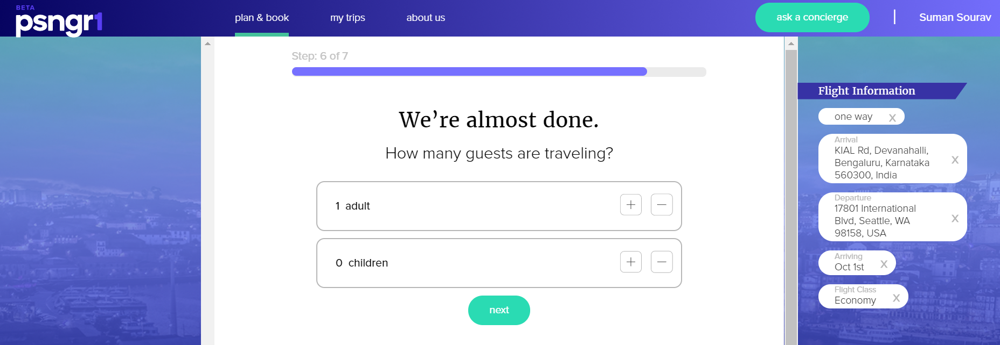 BETA
psngr1
plan & book
my trips
about us
ask a concierge
Suman Sourav
Step: 6 of 7
We’re almost done.
How many guests are traveling?
1 adult
0 children
next
Flight Information
one way X
Arrival
KIAL Rd, Devanahalli,
Bengaluru, Karnataka
560300, India
X
Departure
17801 International
Blvd, Seattle, WA
98158, USA
X
Arriving
Oct 1st X
Flight Class
Economy X